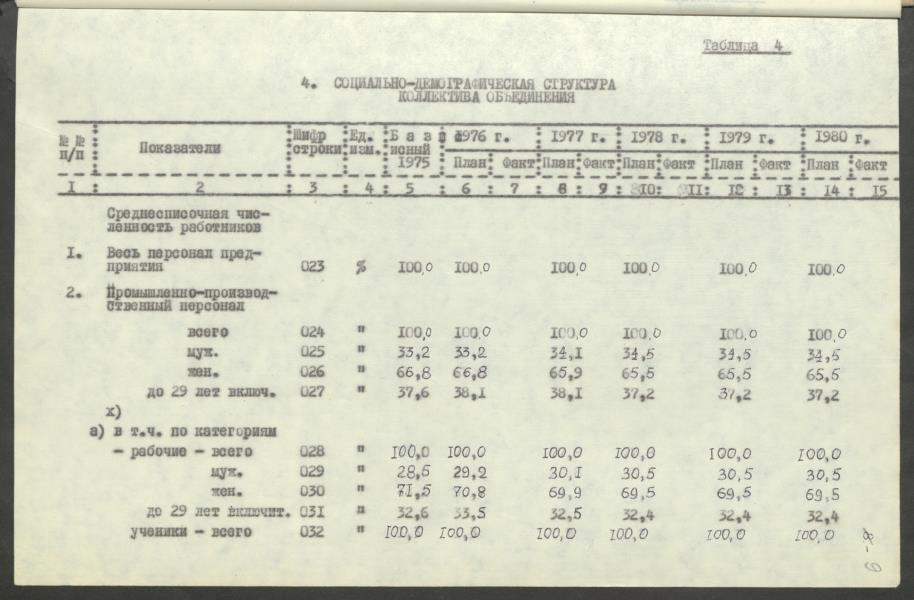 Таблица 4
4. СОЦИАЛЬНО-ДЕМОГРАФИЧЕСКАЯ СТРУКТУРА
КОЛЛЕКТИВА ОБЪЕДИНЕНИЯ
№ № п/п : Показатели : Шифр строки : Ед. изм. : Базисный 1975 : 1976 г. : 1977 г. : 1978 г. : 1979 г. : 1980 г.
План : Факт : План : Факт : План : Факт : План : Факт : План : Факт
I : 2 : 3 : 4 : 5 : 6 : 7 : 8 : 9 : 10 : 11 : 12 : 13 : 14 : 15
Среднесписочная чис-
ленность работников
I. Весь персонал пред-
приятия 023 % 100,0 100,0 100,0 100,0 100,0 100,0
2. Промышленно-производ-
ственный персонал
всего 024 " 100,0 100,0 100,0 100,0 100,0 100,0
муж. 025 " 33,2 33,2 34,1 34,5 34,5 34,5
жен. 026 " 66,8 66,8 65,9 65,5 65,5 65,5
до 29 лет включ. 027 " 37,6 38,1 38,1 37,2 37,2 37,2
х)
а) в т.ч. по категориям
- рабочие - всего 028 " 100,0 100,0 100,0 100,0 100,0 100,0
муж. 029 " 28,5 29,2 30,1 30,5 30,5 30,5
жен. 030 " 71,5 70,8 69,9 69,5 69,5 69,5
до 29 лет включит. 031 " 32,6 33,5 32,5 32,4 32,4 32,4
ученики - всего 032 " 100,0 100,0 100,0 100,0 100,0 100,0